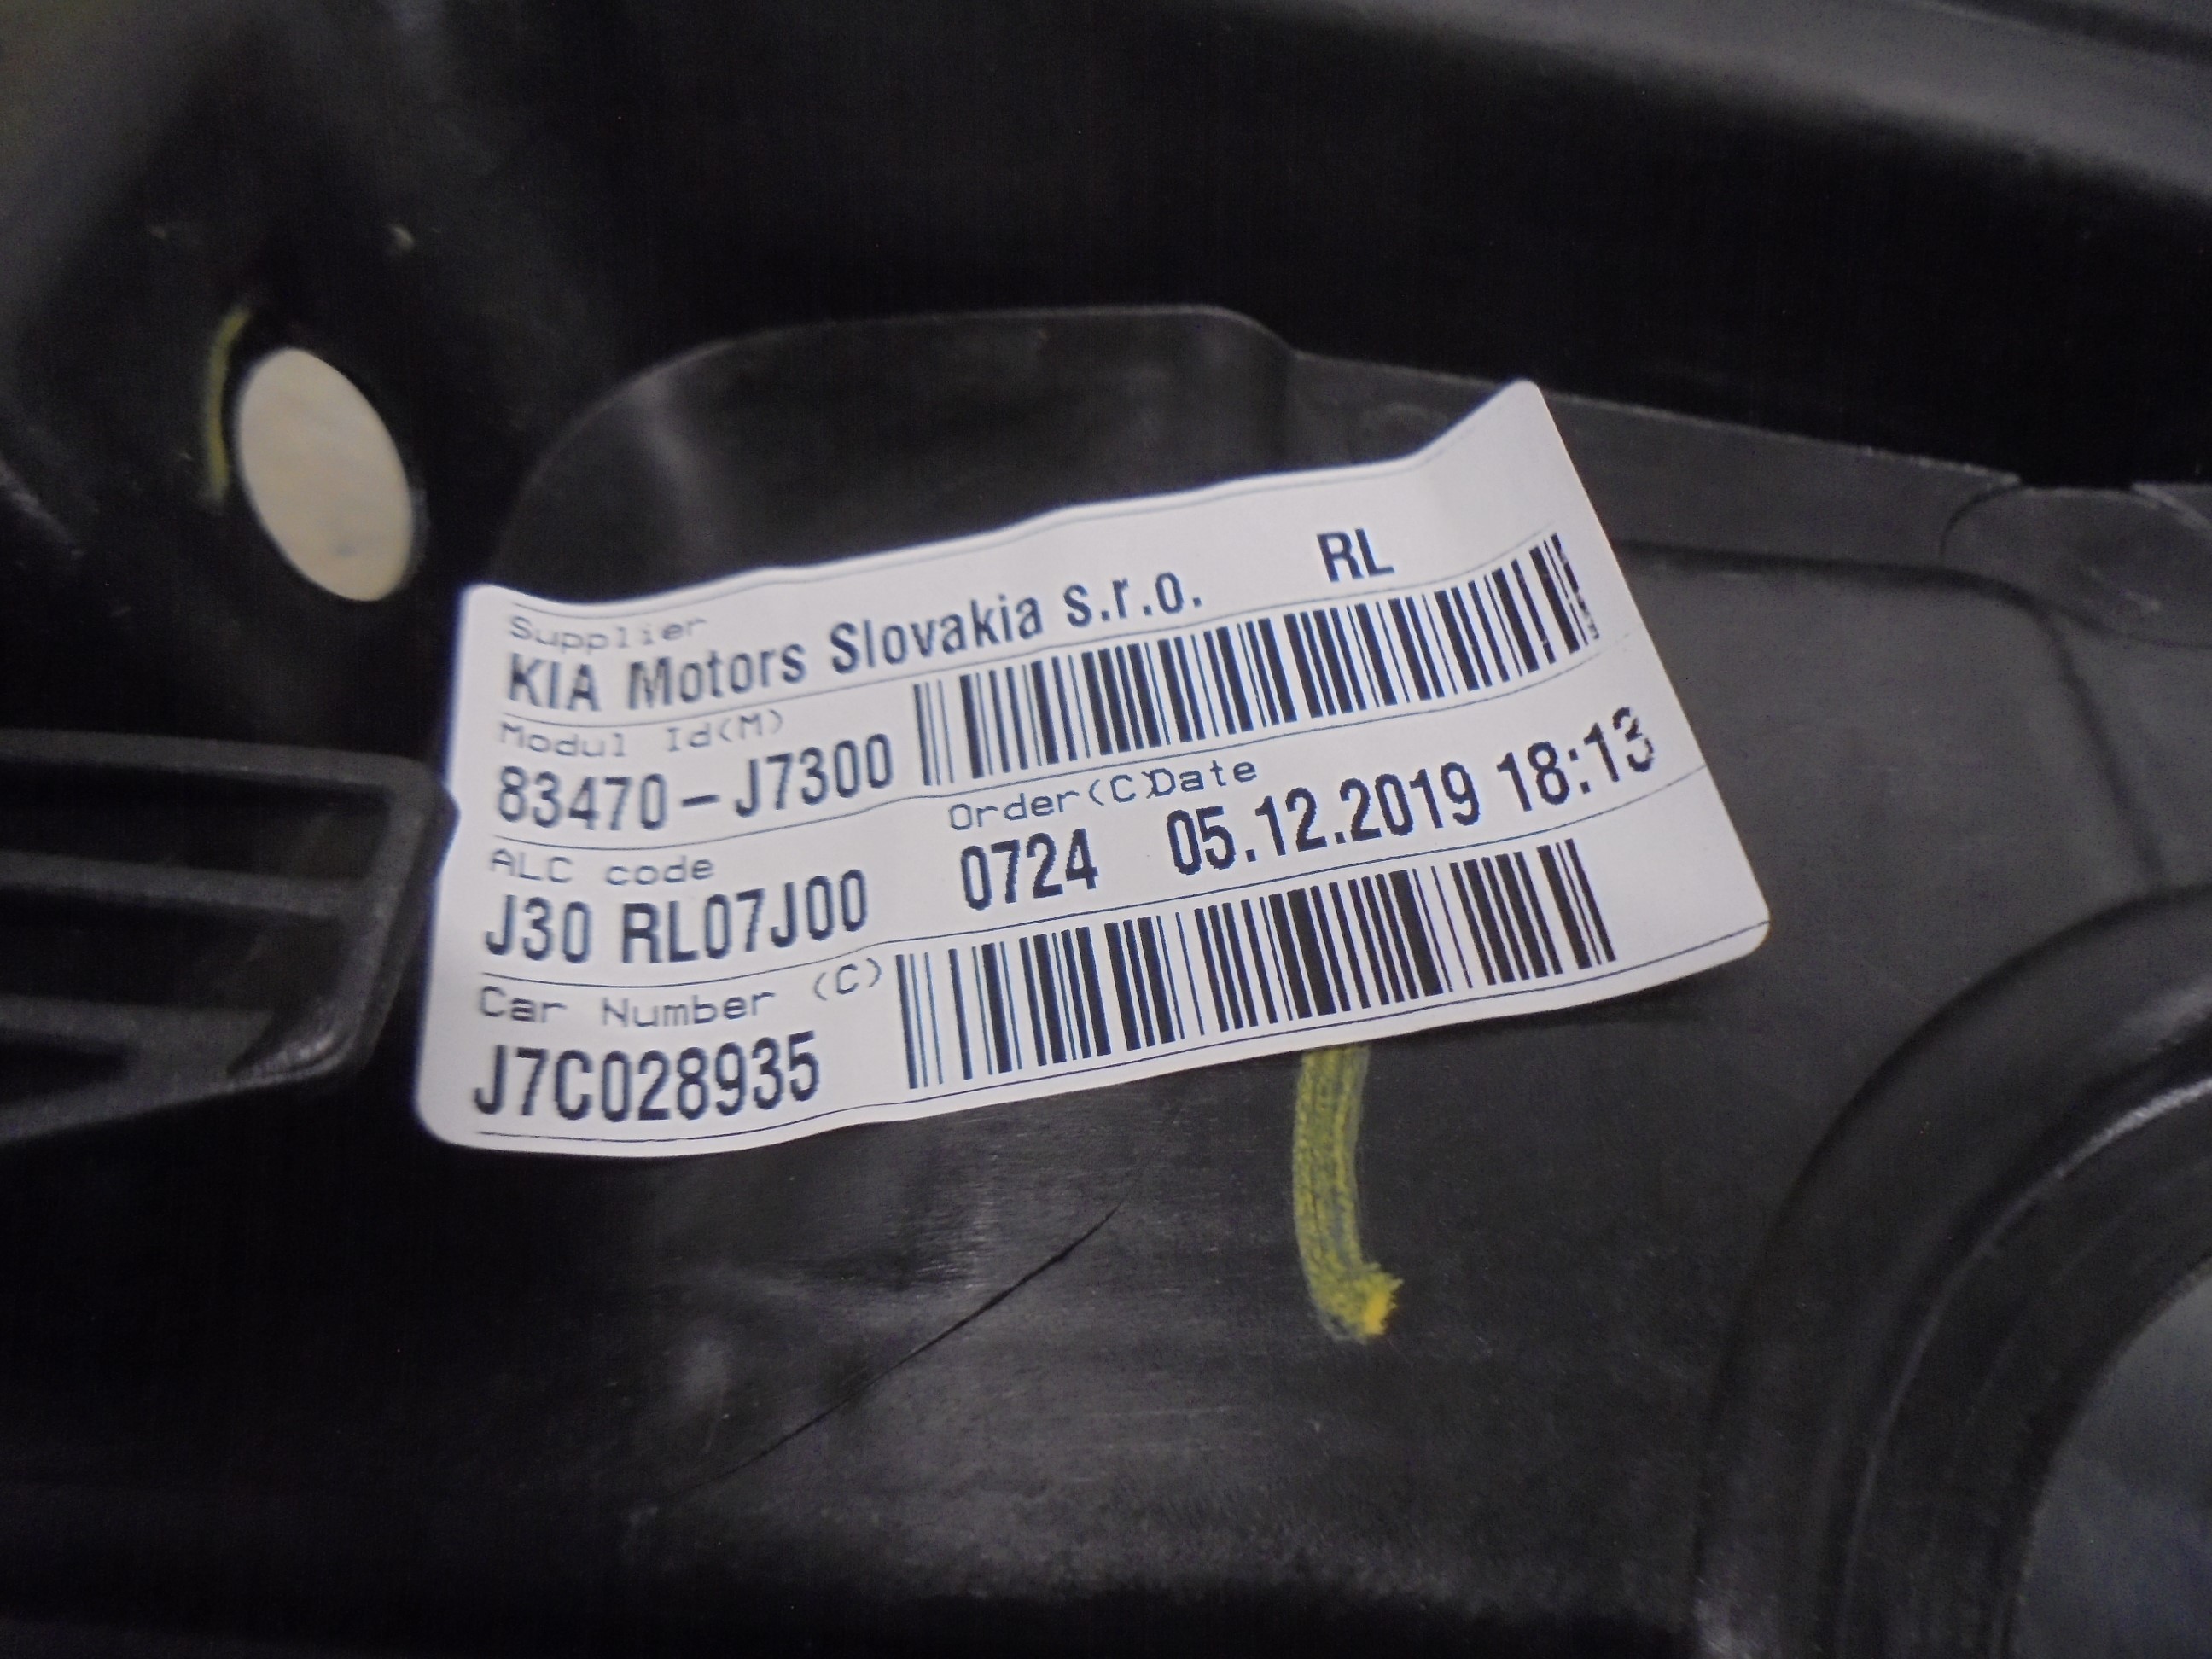 Supplier
KIA Motors Slovakia s.r.o. RL
Modul Id(M)
83470-J7300
ALC code Order(C)Date
J30 RL07J00 0724 05.12.2019 18:13
Car Number (C)
J7C028935